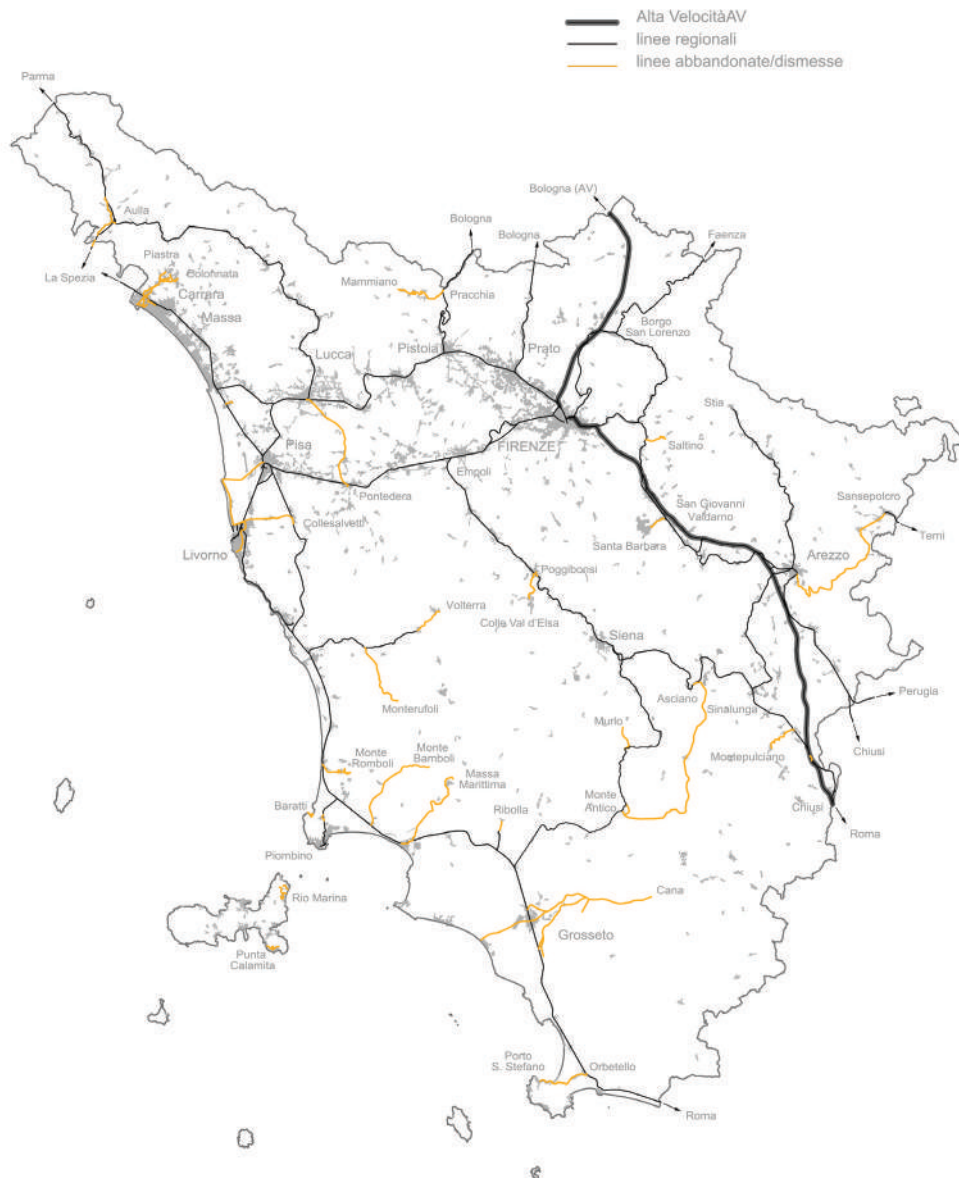 Alta VelocitàAV
linee regionali
linee abbandonate/dismesse
Parma
Bologna (AV)
Aulla
Bologna
Bologna
Faenza
Piastra
Colonnata
La Spezia
Carrara
Massa
Mammiano
Pracchia
Borgo
San Lorenzo
Lucca
Pistoia
Prato
Stia
Pisa
FIRENZE
Saltino
Empoli
Pontedera
Sansepolcro
San Giovanni
Valdarno
Collesalvetti
Terni
Santa Barbara
Livorno
Arezzo
Poggibonsi
Volterra
Colle Val d'Elsa
Siena
Asciano
Sinalunga
Perugia
Monterufoli
Murlo
Chiusi
Montepulciano
Monte
Romboli
Monte
Bamboli
Massa
Marittima
Baratti
Ribolla
Monte
Antico
Chiusi
Roma
Piombino
Rio Marina
Cana
Grosseto
Punta
Calamita
Porto
S. Stefano
Orbetello
Roma